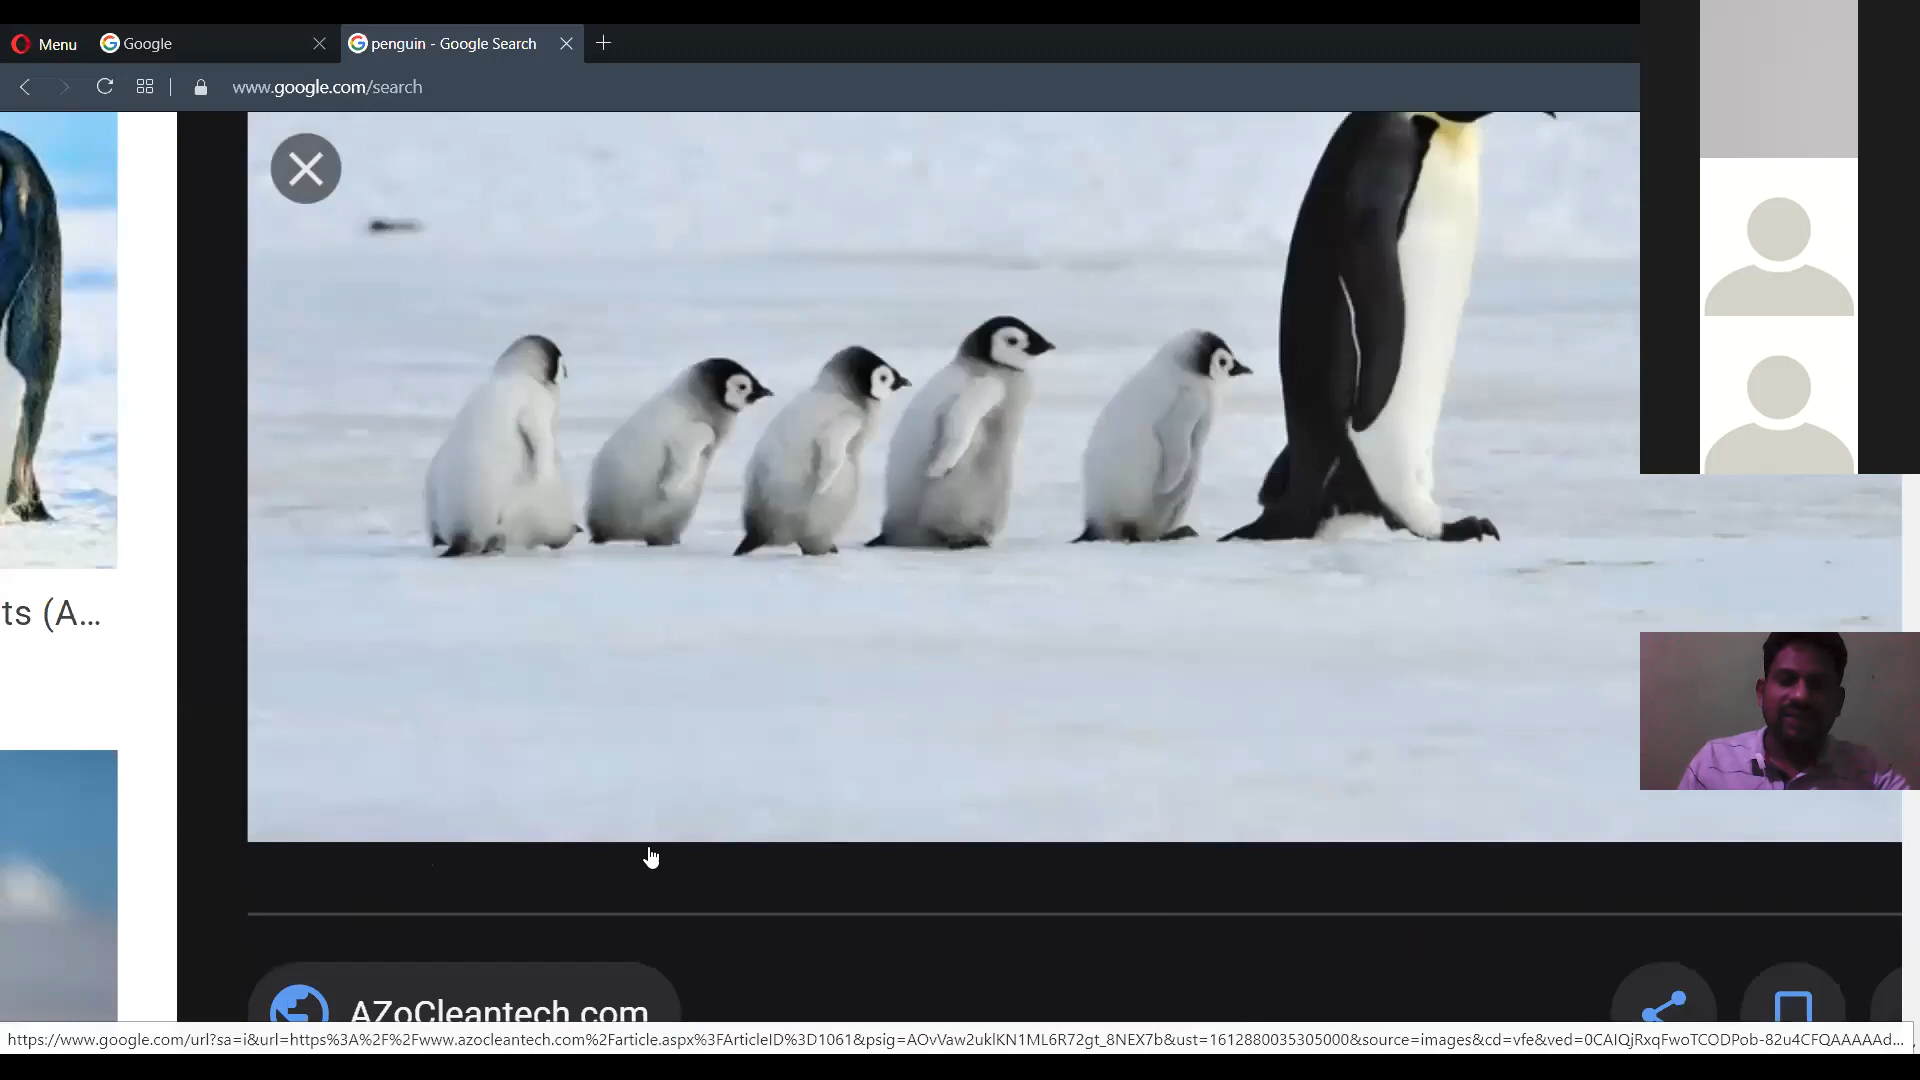 Menu
Google
penguin - Google Search
www.google.com/search
ts (A...
AZoCleantech.com
https://www.google.com/url?sa=i&url=https%3A%2F%2Fwww.azocleantech.com%2Farticle.aspx%3FArticleID%3D1061&psig=AOvVaw2uklKN1ML6R72gt_8NEX7b&ust=1612880035305000&source=images&cd=vfe&ved=0CAIQjRxqFwoTCODPob-82u4CFQAAAAAd...